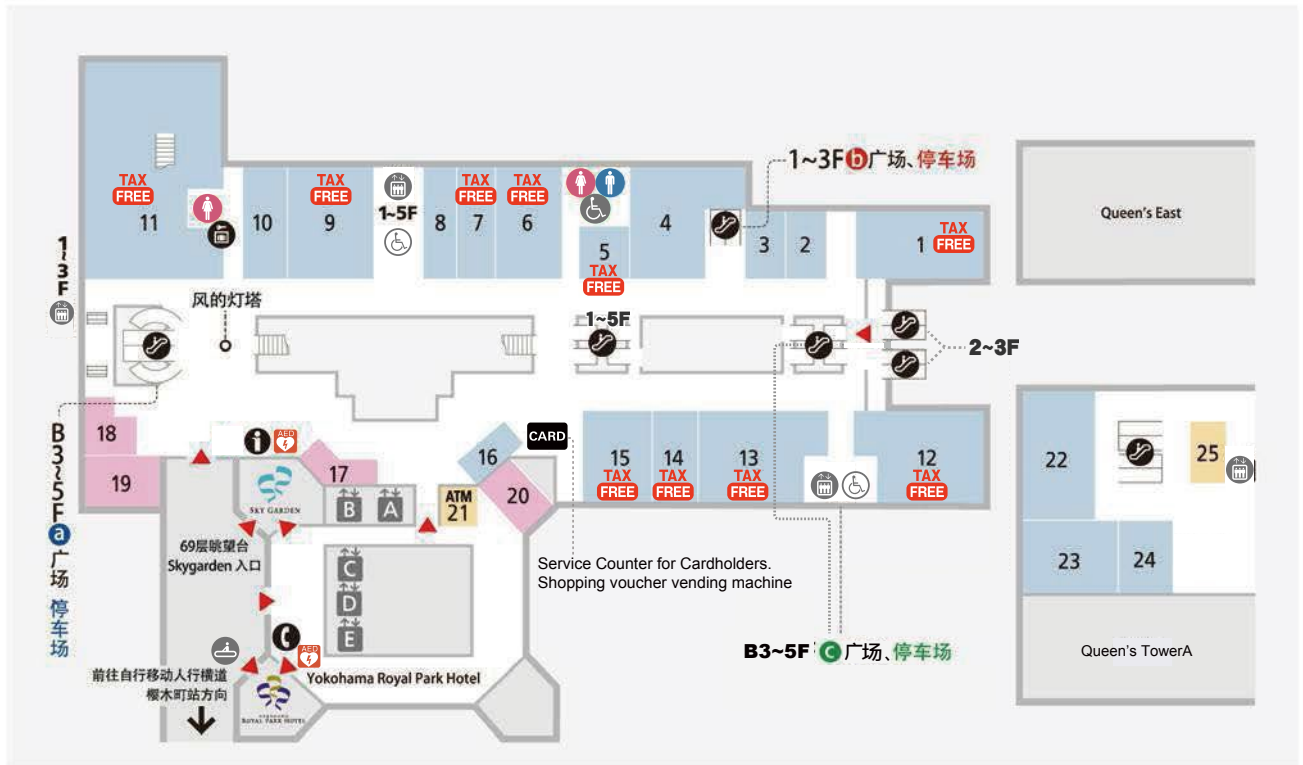 1~3F b 广场、停车场
Queen's East
TAX
FREE
11
10
TAX
FREE
9
1~5F
8
TAX
FREE
7
TAX
FREE
6
5
TAX
FREE
4
3
2
1
TAX
FREE
1~3F
风的灯塔
1~5F
2~3F
B3~5F a 广场 停车场
18
19
i
AED
17
16
CARD
20
15
TAX
FREE
14
TAX
FREE
13
TAX
FREE
12
TAX
FREE
22
25
23
24
SKY GARDEN
B
A
ATM
21
69层眺望台
Skygarden 入口
C
D
E
Service Counter for Cardholders.
Shopping voucher vending machine
AED
B3~5F C 广场、停车场
Queen's TowerA
前往自行移动人行横道
樱木町站方向
Yokohama Royal Park Hotel
ROYAL PARK HOTEL